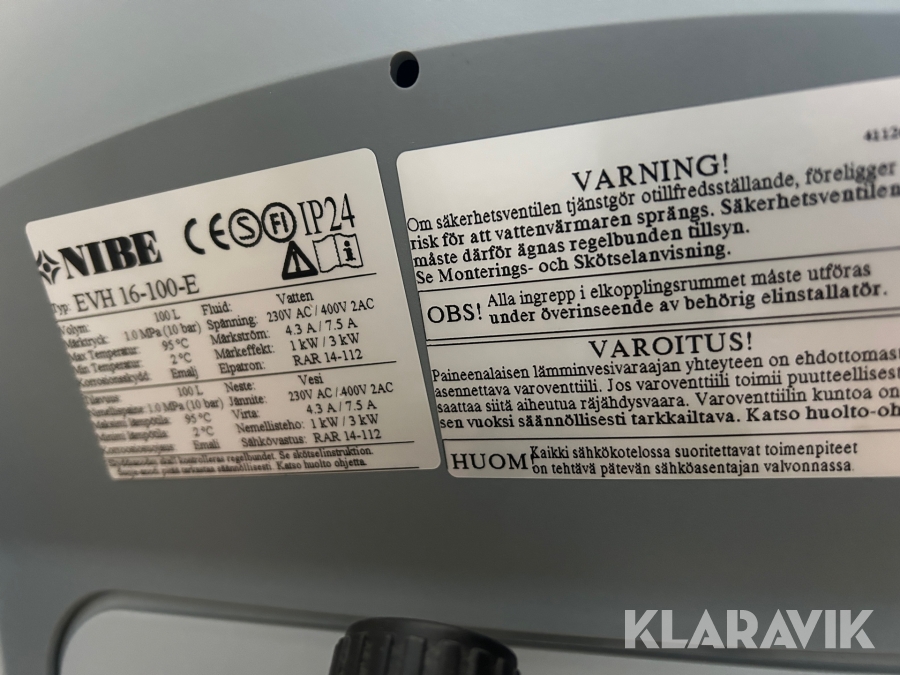 NIBE
CE S FI IP24
Typ: EVH 16-100-E
Volym: 100 L Fluid: Vatten
Märktryck: 1.0 MPa (10 bar) Spänning: 230V AC / 400V 2AC
Max Temperatur: 95°C Märkström: 4.3 A / 7.5 A
Min Temperatur: 2°C Märkeffekt: 1 kW / 3 kW
Korrosionsskydd: Emalj Elpatron: RAR 14-112
100 L Neste: Vesi
1.0 MPa (10 bar) Jännite: 230V AC /400V 2AC
95°C Virta: 4.3 A / 7.5 A
2°C Nimellisteho: 1 kW / 3 kW
Emali Sähkövastus: RAR 14-112
kontrolleras regelbundet. Se skötselinstruktion.
tarkastettava säännöllisesti. Katso huolto ohjetta.
VARNING!
Om säkerhetsventilen tjänstgör otillfredsställande, föreligger
risk för att vattenvärmaren sprängs. Säkerhetsventilen
måste därför ägnas regelbunden tillsyn.
Se Monterings- och Skötselanvisning.
OBS! Alla ingrepp i elkopplingsrummet måste utföras
under överinseende av behörig elinstallatör.
VAROITUS!
Paineenalaisen lämminvesivaraajan yhteyteen on ehdottomast
asennettava varoventtiili. Jos varoventtiili toimii puutteellisest
saattaa siitä aiheutua räjähdysvaara. Varoventtiilin kuntoa on
sen vuoksi säännöllisesti tarkkailtava. Katso huolto-oh
HUOM Kaikki sähkökotelossa suoritettavat toimenpiteet
on tehtävä pätevän sähköasentajan valvonnassa.
KLARAVIK